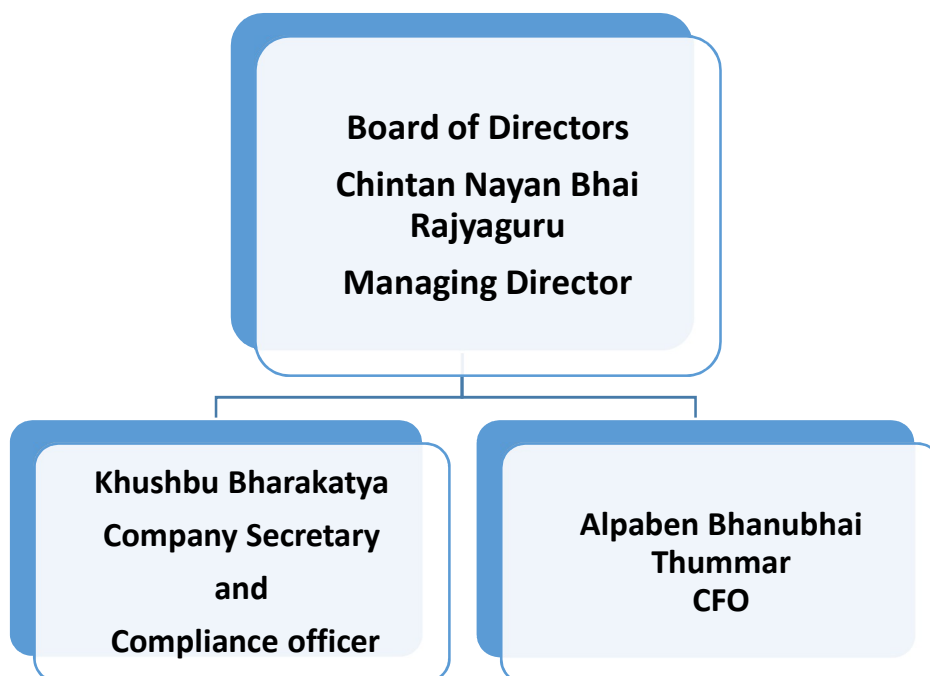 Board of Directors
Chintan Nayan Bhai
Rajyaguru
Managing Director
Khushbu Bharakatya
Company Secretary
and
Compliance officer
Alpaben Bhanubhai
Thummar
CFO